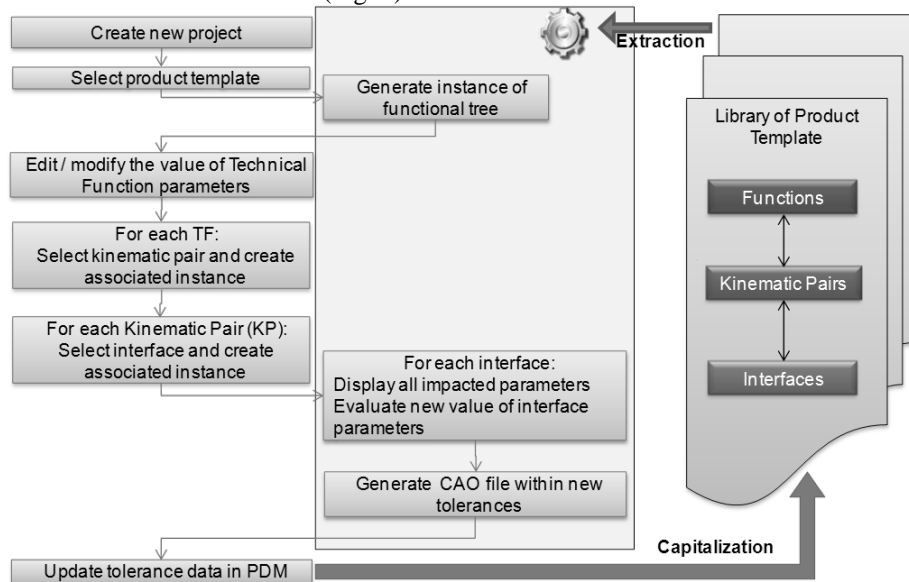 Create new project
Select product template
Generate instance of
functional tree
Edit / modify the value of Technical
Function parameters
For each TF:
Select kinematic pair and create
associated instance
For each Kinematic Pair (KP):
Select interface and create
associated instance
For each interface:
Display all impacted parameters
Evaluate new value of interface
parameters
Generate CAO file within new
tolerances
Update tolerance data in PDM
Extraction
Library of Product
Template
Functions
Kinematic Pairs
Interfaces
Capitalization